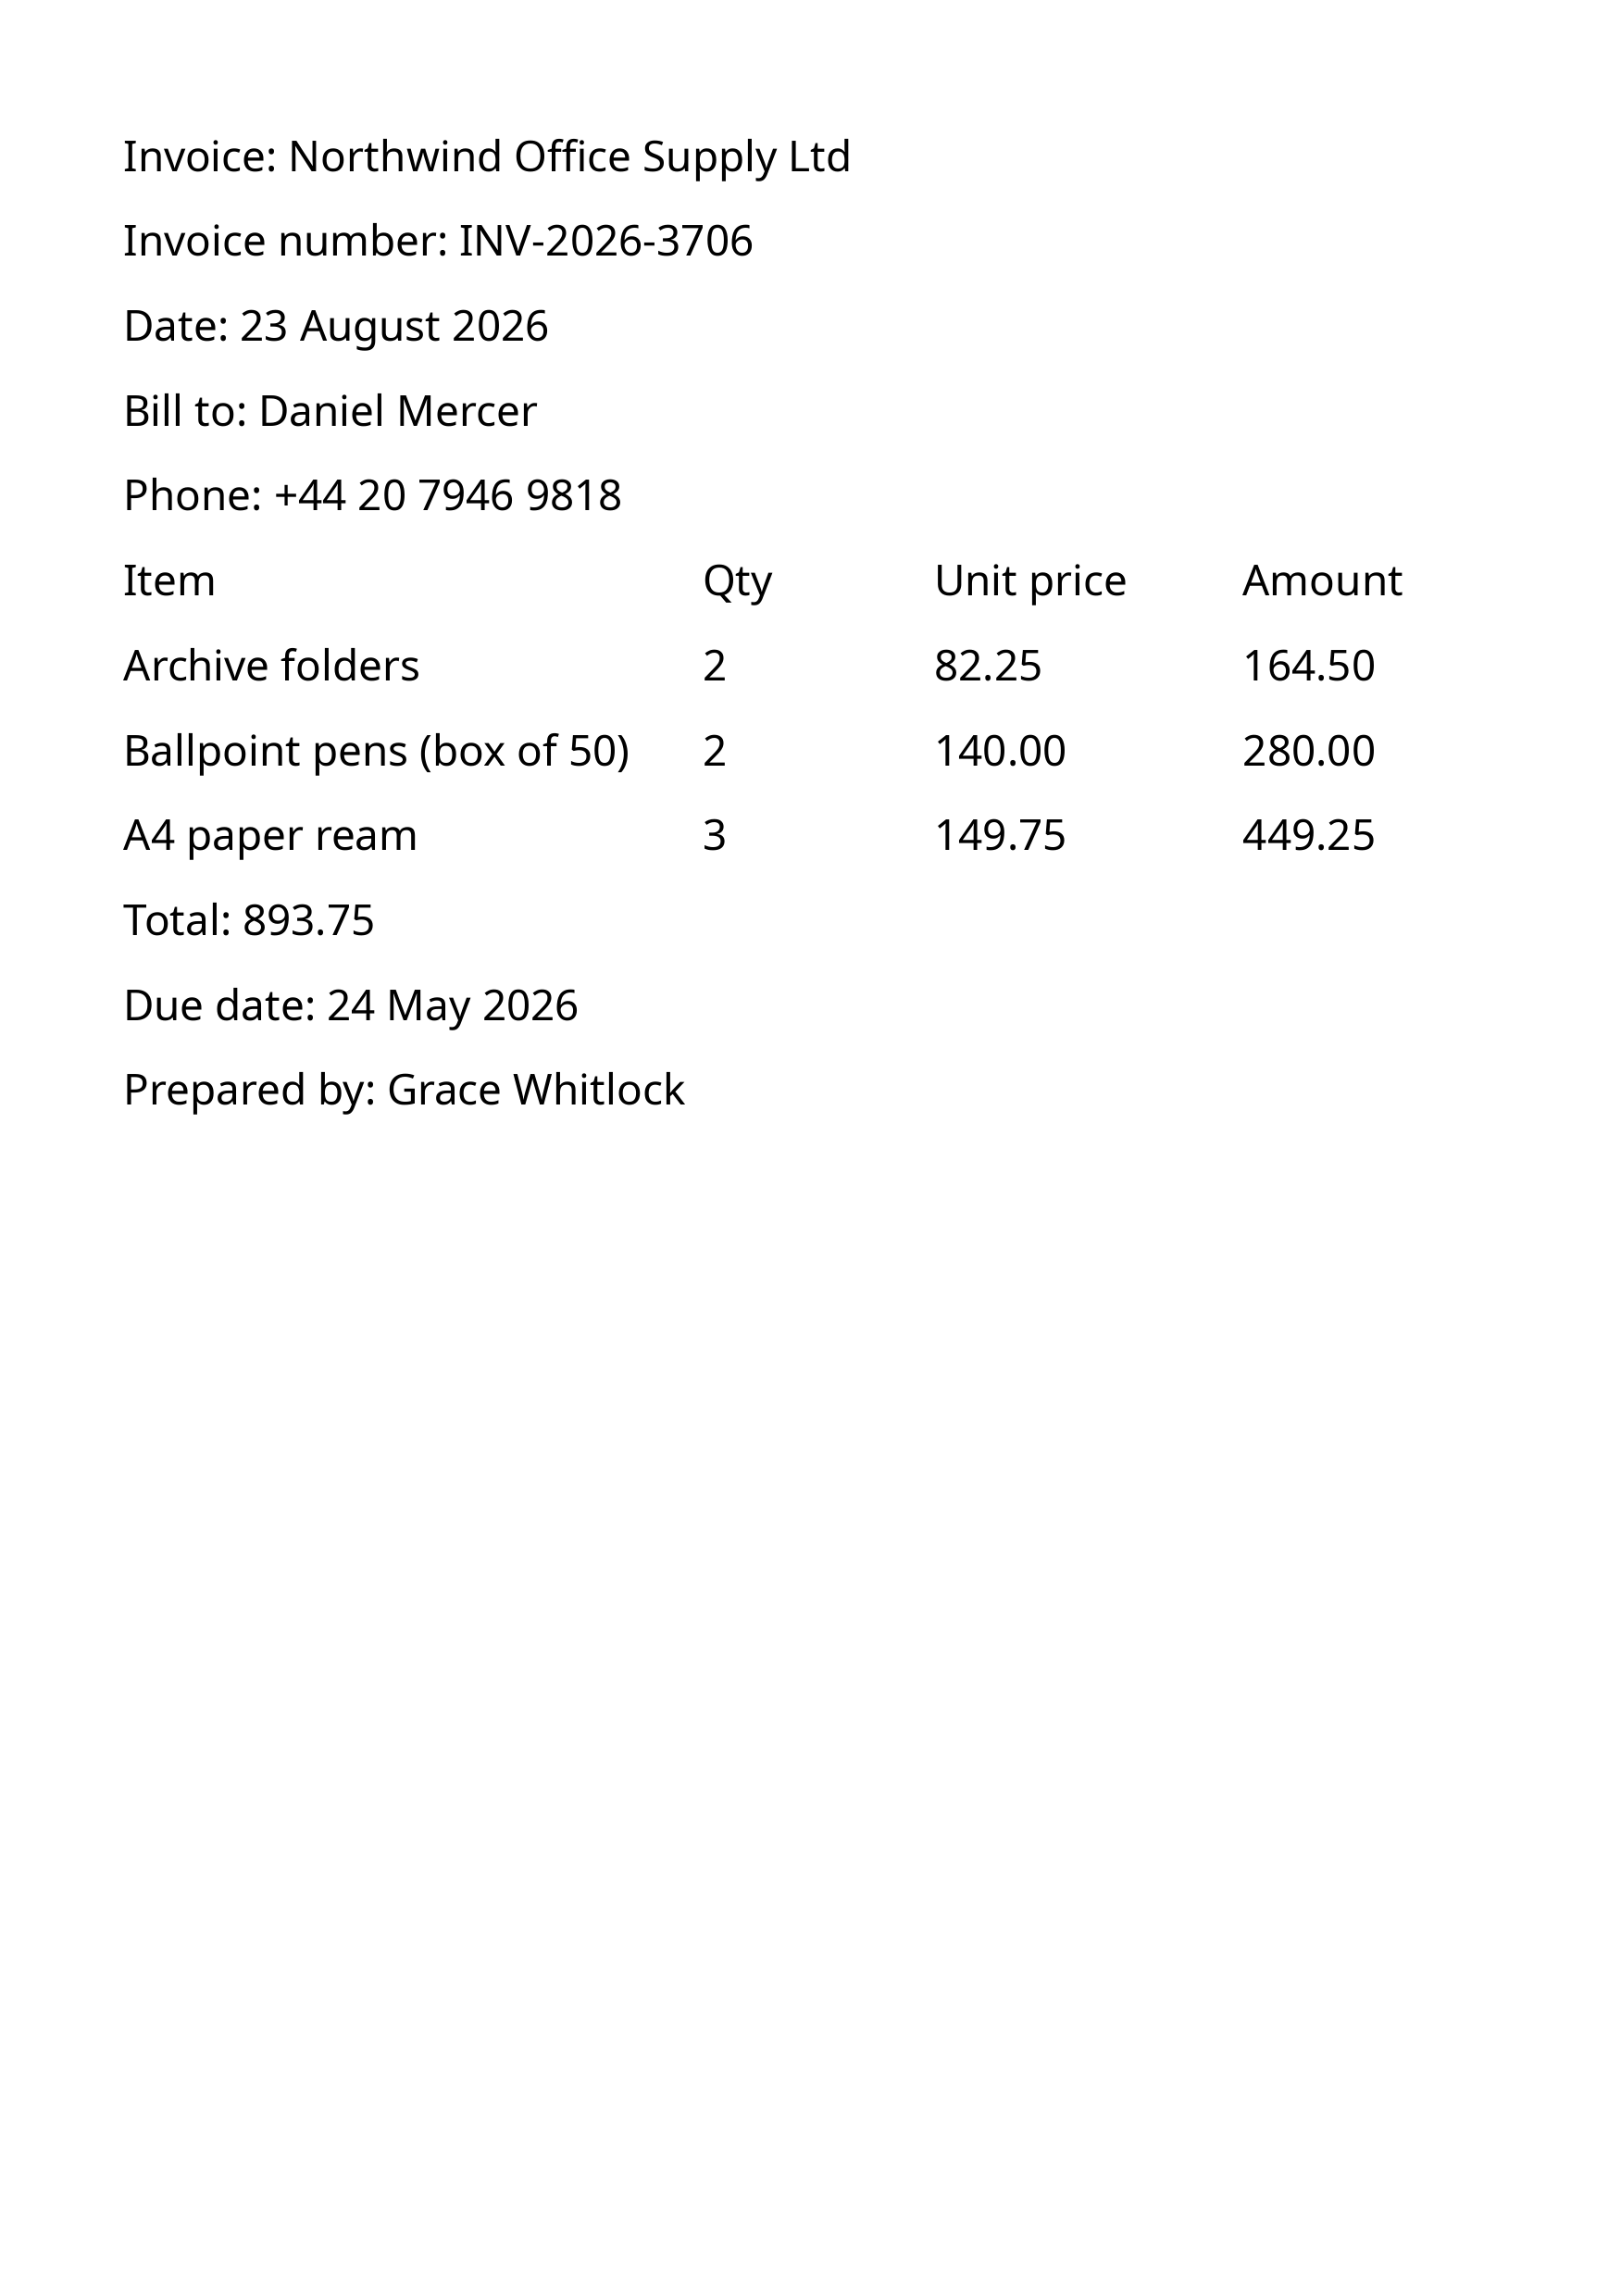 Invoice: Northwind Office Supply Ltd
Invoice number: INV-2026-3706
Date: 23 August 2026
Bill to: Daniel Mercer
Phone: +44 20 7946 9818
Item Qty Unit price Amount
Archive folders 2 82.25 164.50
Ballpoint pens (box of 50) 2 140.00 280.00
A4 paper ream 3 149.75 449.25
Total: 893.75
Due date: 24 May 2026
Prepared by: Grace Whitlock